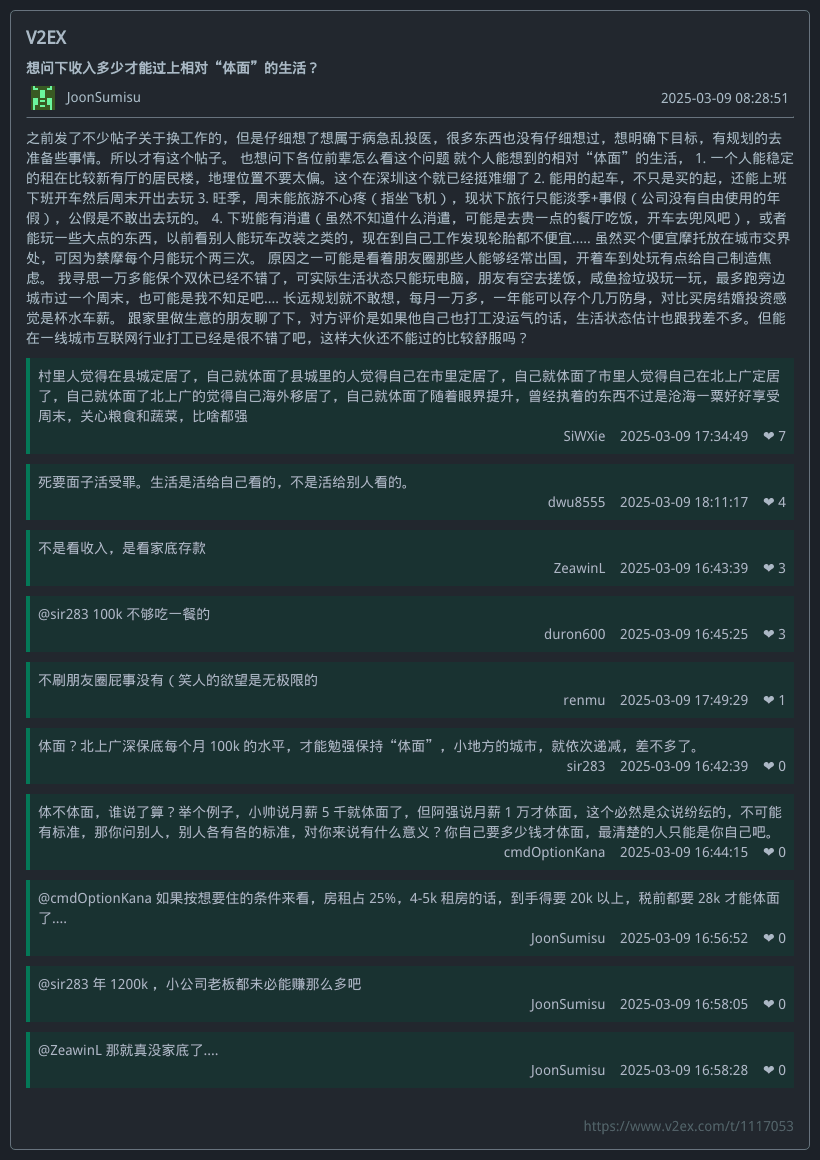 V2EX
想问下收入多少才能过上相对“体面”的生活？
JoonSumisu
2025-03-09 08:28:51
之前发了不少帖子关于换工作的，但是仔细想了想属于病急乱投医，很多东西也没有仔细想过，想明确下目标，有规划的去
准备些事情。所以才有这个帖子。 也想问下各位前辈怎么看这个问题 就个人能想到的相对“体面”的生活， 1. 一个人能稳定
的租在比较新有厅的居民楼，地理位置不要太偏。这个在深圳这个就已经挺难绷了 2. 能用的起车，不只是买的起，还能上班
下班开车然后周末开出去玩 3. 旺季，周末能旅游不心疼（指坐飞机），现状下旅行只能淡季+事假（公司没有自由使用的年
假），公假是不敢出去玩的。 4. 下班能有消遣（虽然不知道什么消遣，可能是去贵一点的餐厅吃饭，开车去兜风吧），或者
能玩一些大点的东西，以前看别人能玩车改装之类的，现在到自己工作发现轮胎都不便宜..... 虽然买个便宜摩托放在城市交界
处，可因为禁摩每个月能玩个两三次。 原因之一可能是看着朋友圈那些人能够经常出国，开着车到处玩有点给自己制造焦
虑。 我寻思一万多能保个双休已经不错了，可实际生活状态只能玩电脑，朋友有空去搓饭，咸鱼捡垃圾玩一玩，最多跑旁边
城市过一个周末，也可能是我不知足吧.... 长远规划就不敢想，每月一万多，一年能可以存个几万防身，对比买房结婚投资感
觉是杯水车薪。 跟家里做生意的朋友聊了下，对方评价是如果他自己也打工没运气的话，生活状态估计也跟我差不多。但能
在一线城市互联网行业打工已经是很不错了吧，这样大伙还不能过的比较舒服吗？
村里人觉得在县城定居了，自己就体面了县城里的人觉得自己在市里定居了，自己就体面了市里人觉得自己在北上广定居
了，自己就体面了北上广的觉得自己海外移居了，自己就体面了随着眼界提升，曾经执着的东西不过是沧海一粟好好享受
周末，关心粮食和蔬菜，比啥都强
SiWXie 2025-03-09 17:34:49 ❤ 7
死要面子活受罪。生活是活给自己看的，不是活给别人看的。
dwu8555 2025-03-09 18:11:17 ❤ 4
不是看收入，是看家底存款
ZeawinL 2025-03-09 16:43:39 ❤ 3
@sir283 100k 不够吃一餐的
duron600 2025-03-09 16:45:25 ❤ 3
不刷朋友圈屁事没有（笑人的欲望是无极限的
renmu 2025-03-09 17:49:29 ❤ 1
体面？北上广深保底每个月 100k 的水平，才能勉强保持“体面”，小地方的城市，就依次递减，差不多了。
sir283 2025-03-09 16:42:39 ❤ 0
体不体面，谁说了算？举个例子，小帅说月薪 5 千就体面了，但阿强说月薪 1 万才体面，这个必然是众说纷纭的，不可能
有标准，那你问别人，别人各有各的标准，对你来说有什么意义？你自己要多少钱才体面，最清楚的人只能是你自己吧。
cmdOptionKana 2025-03-09 16:44:15 ❤ 0
@cmdOptionKana 如果按想要住的条件来看，房租占 25%，4-5k 租房的话，到手得要 20k 以上，税前都要 28k 才能体面
了....
JoonSumisu 2025-03-09 16:56:52 ❤ 0
@sir283 年 1200k ，小公司老板都未必能赚那么多吧
JoonSumisu 2025-03-09 16:58:05 ❤ 0
@ZeawinL 那就真没家底了....
JoonSumisu 2025-03-09 16:58:28 ❤ 0
https://www.v2ex.com/t/1117053